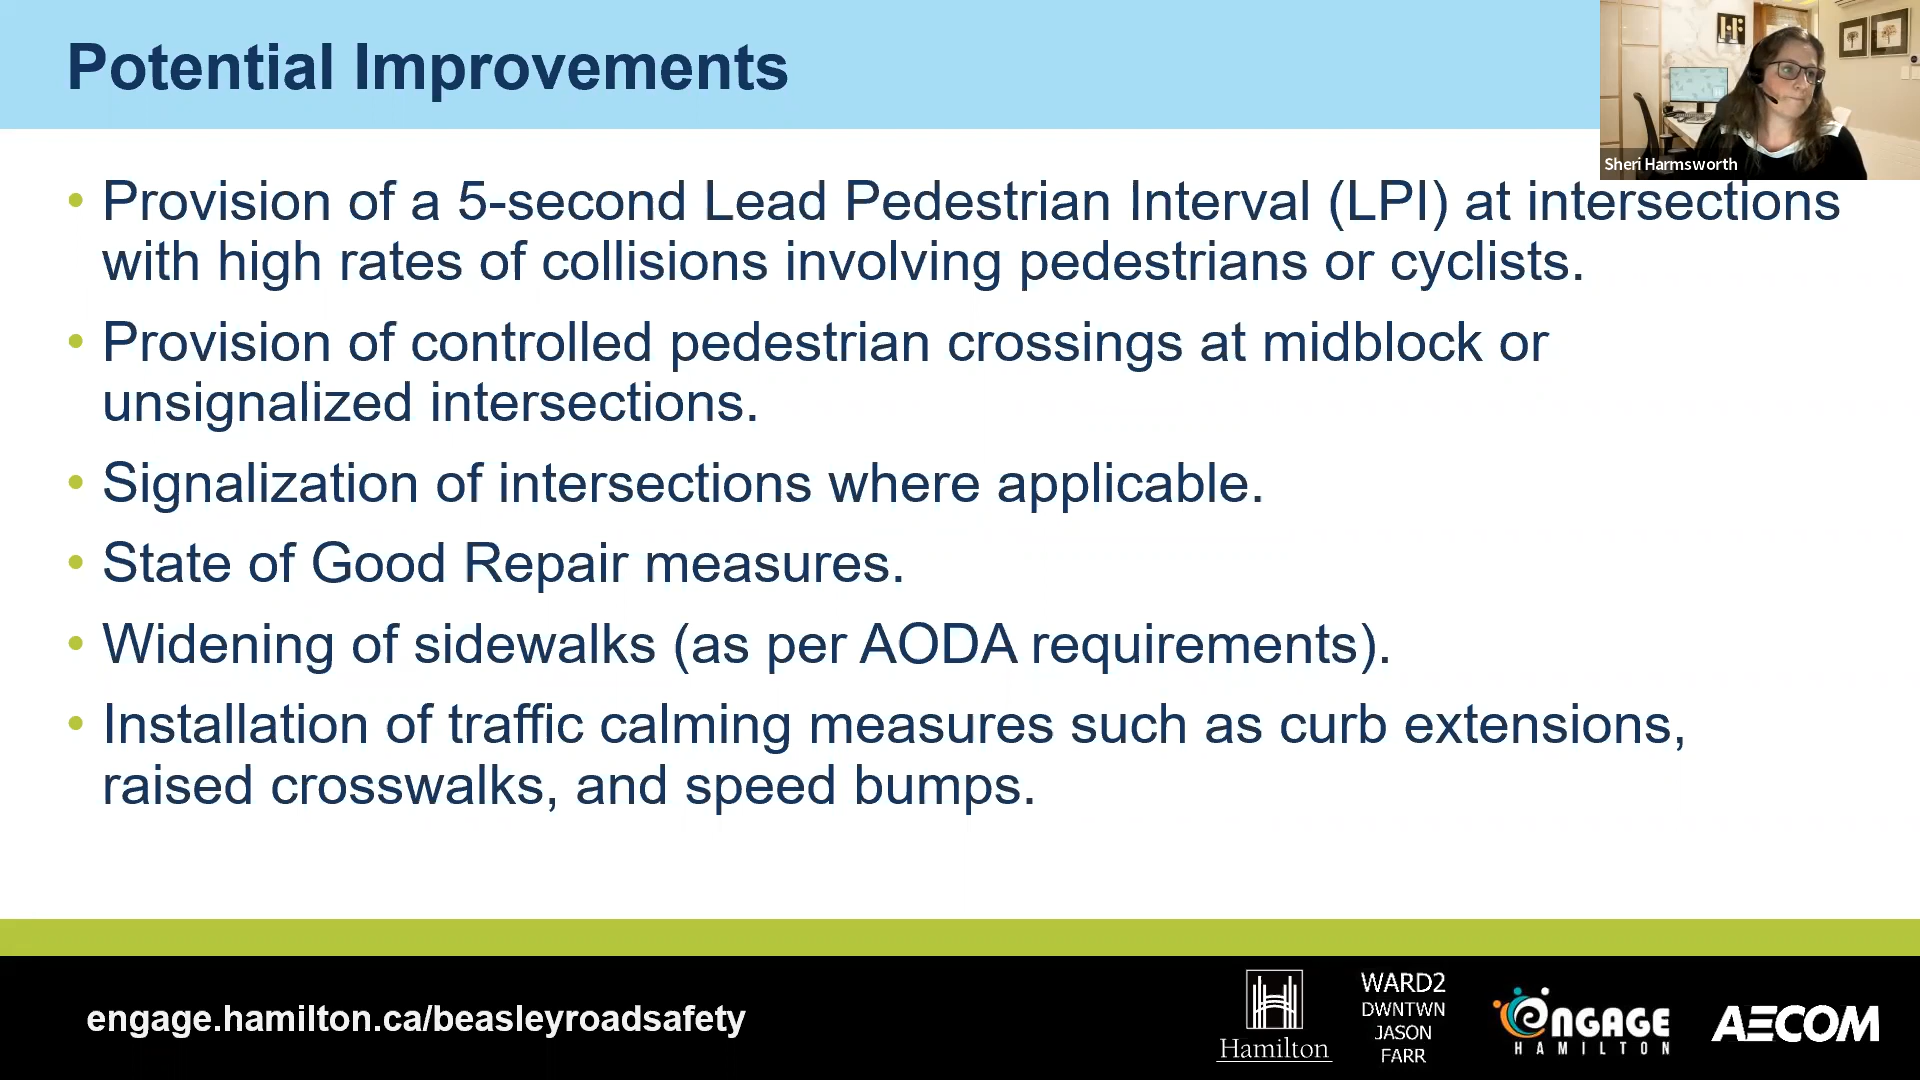 Potential Improvements
Hi
Sheri Harmsworth
• Provision of a 5-second Lead Pedestrian Interval (LPI) at intersections
with high rates of collisions involving pedestrians or cyclists.
• Provision of controlled pedestrian crossings at midblock or
unsignalized intersections.
• Signalization of intersections where applicable.
• State of Good Repair measures.
• Widening of sidewalks (as per AODA requirements).
• Installation of traffic calming measures such as curb extensions,
raised crosswalks, and speed bumps.
engage.hamilton.ca/beasleyroadsafety
Hamilton
WARD2
DWNTWN
JASON
FARR
ENGAGE
HAMILTON
AECOM